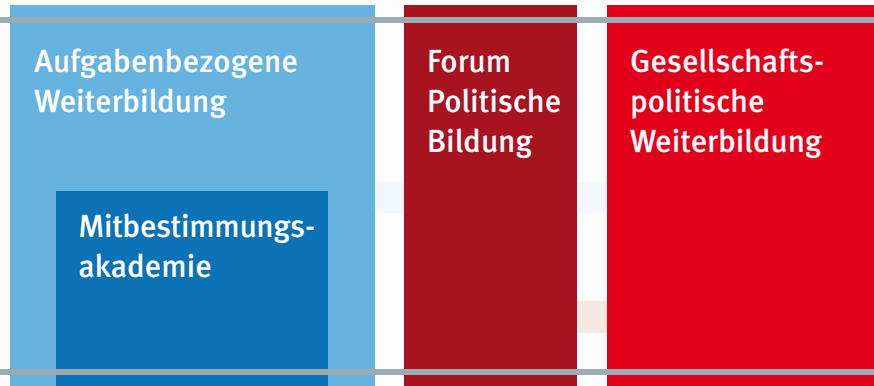 Aufgabenbezogene
Weiterbildung
Mitbestimmungs-
akademie
Forum
Politische
Bildung
Gesellschafts-
politische
Weiterbildung